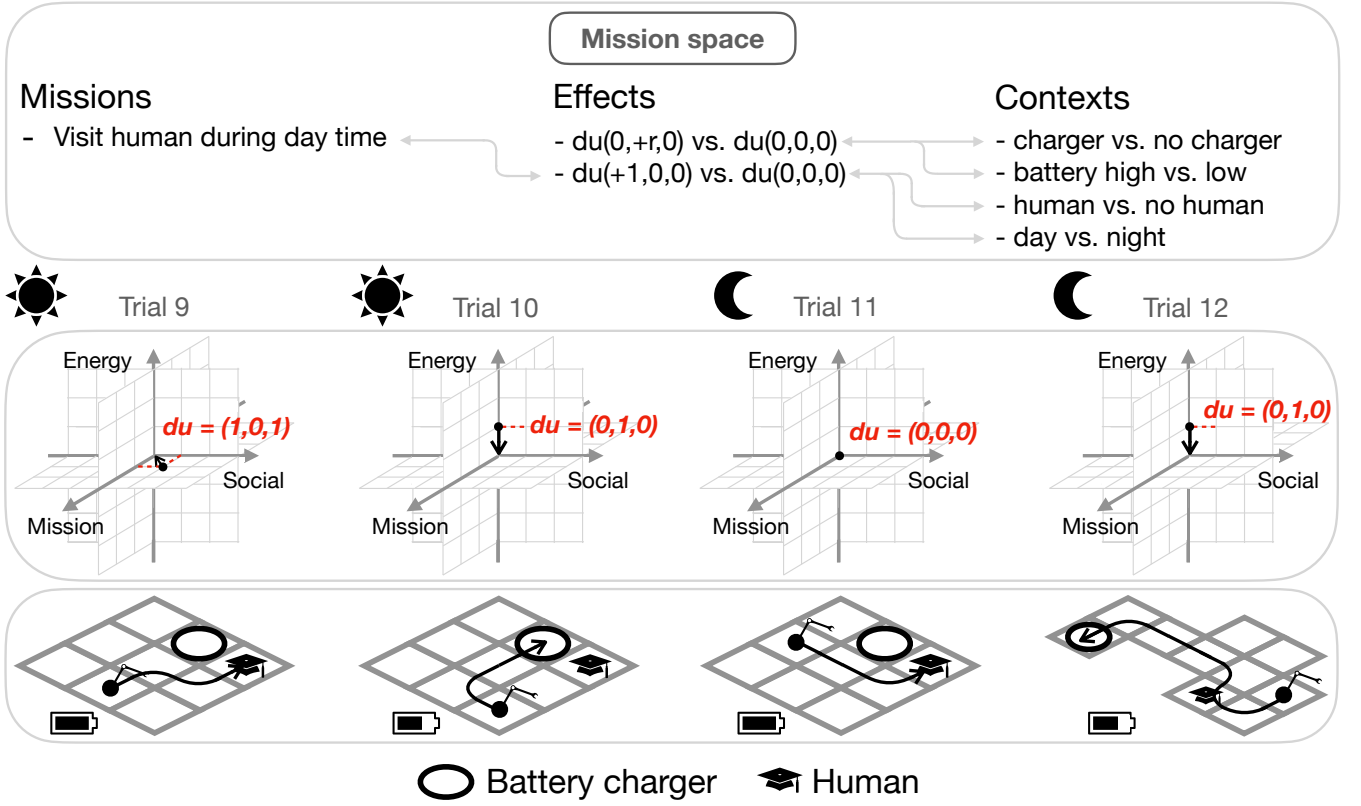 Mission space
Missions
- Visit human during day time
Effects
- du(0,+r,0) vs. du(0,0,0)
- du(+1,0,0) vs. du(0,0,0)
Contexts
- charger vs. no charger
- battery high vs. low
- human vs. no human
- day vs. night
Trial 9
Trial 10
Trial 11
Trial 12
Energy
du = (1,0,1)
Social
Mission
Energy
du = (0,1,0)
Social
Mission
Energy
du = (0,0,0)
Social
Mission
Energy
du = (0,1,0)
Social
Mission
Battery charger
Human